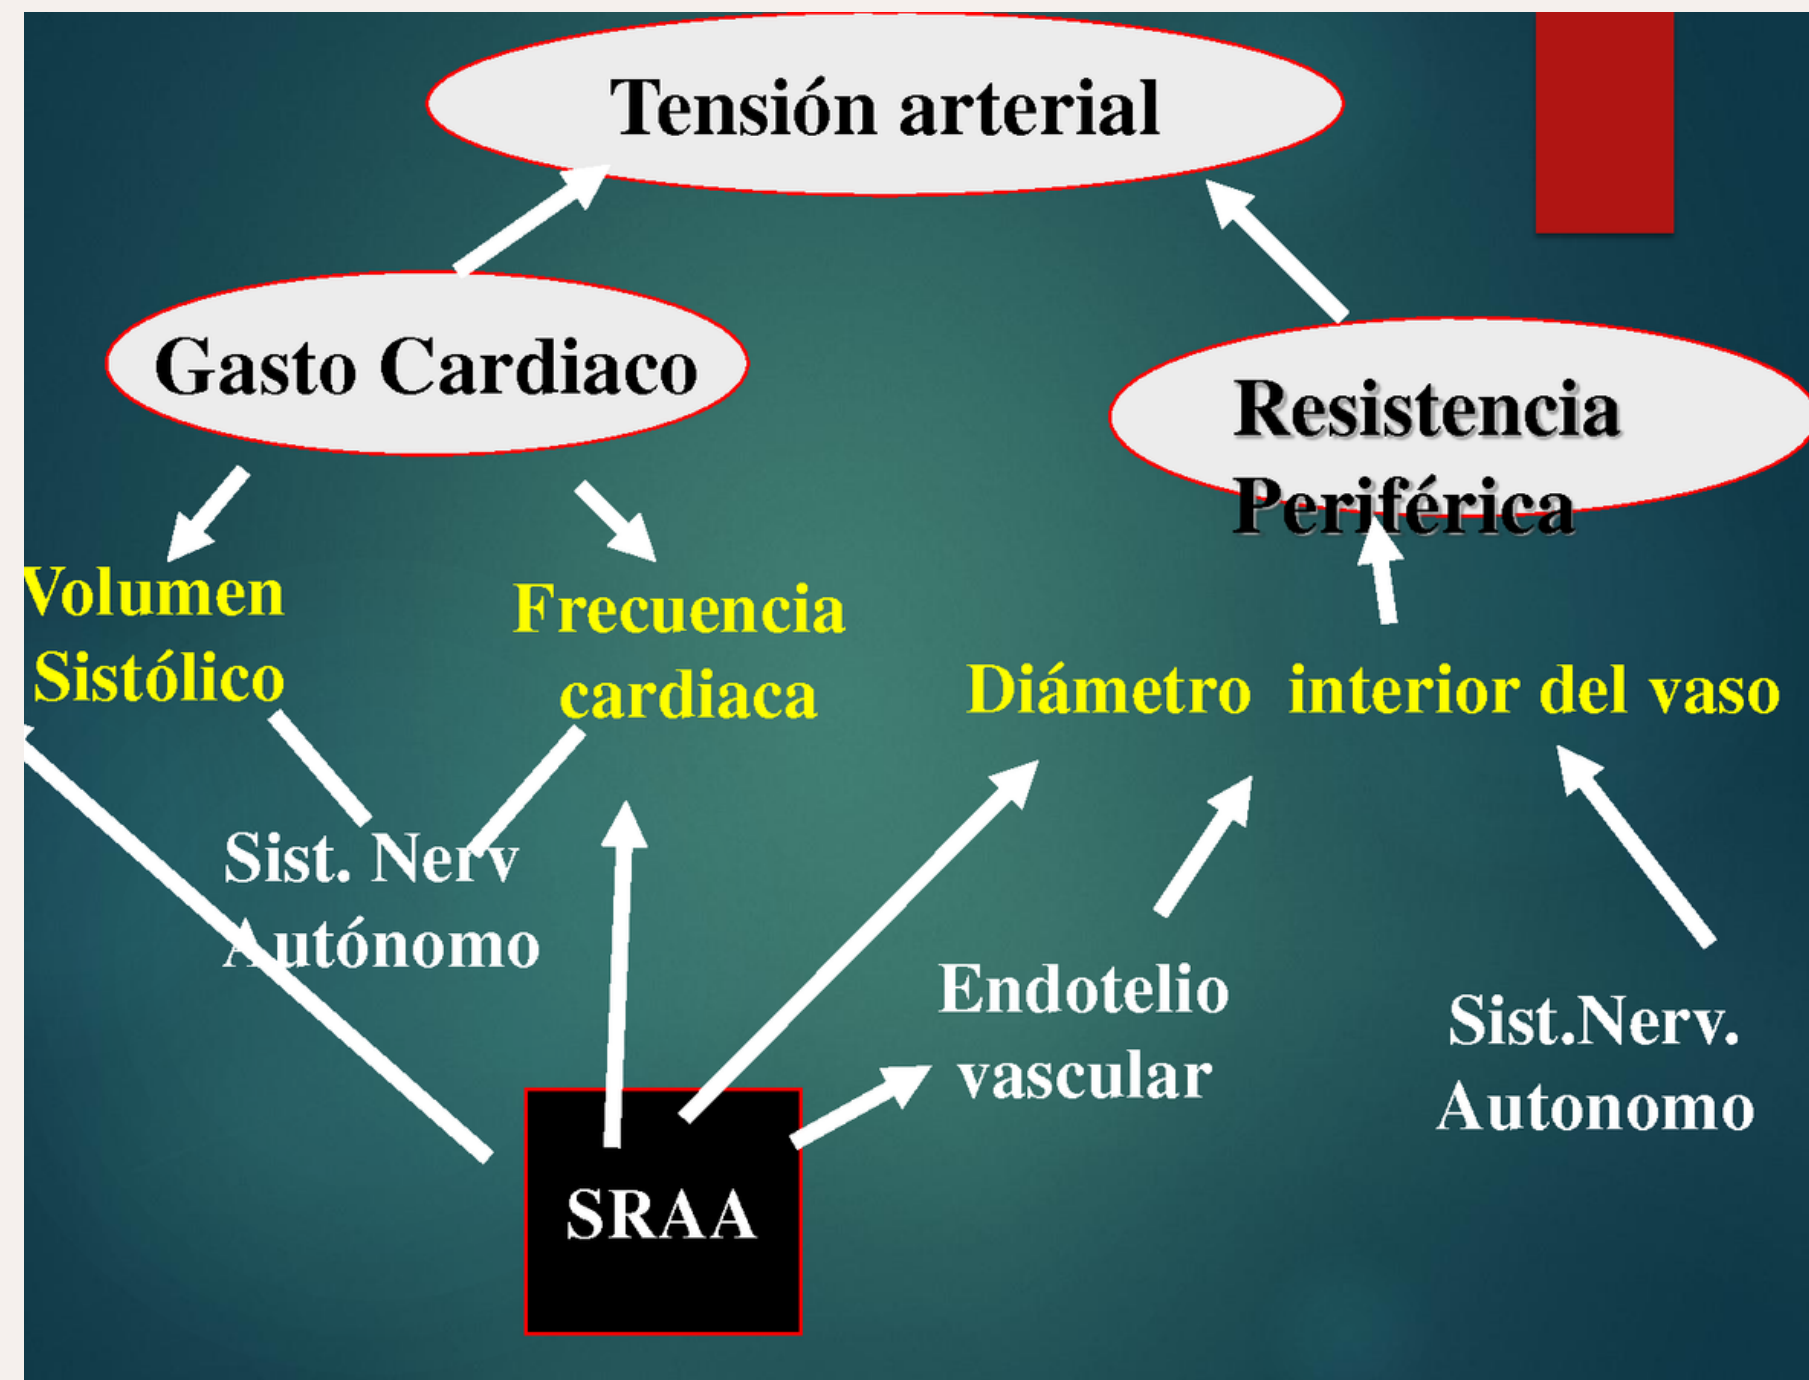 Tensión arterial
Gasto Cardiaco
Resistencia
Periférica
Volumen
Sistólico
Frecuencia
cardiaca
Diámetro interior del vaso
Sist. Nerv
Autónomo
Endotelio
vascular
Sist.Nerv.
Autonomo
SRAA